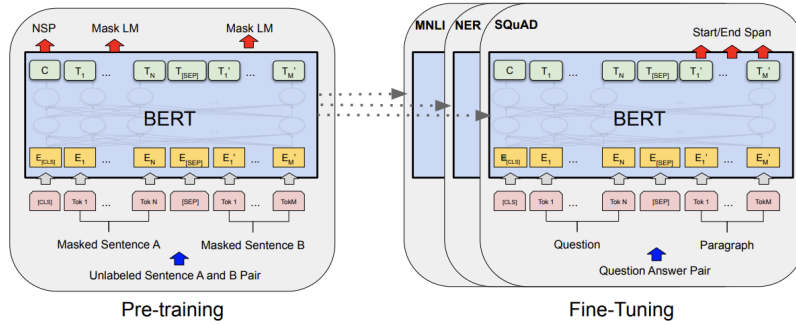 NSP Mask LM Mask LM
C T1 ... TN T[SEP] T1' ... TM'
BERT
E[CLS] E1 ... EN E[SEP] E1' ... EM'
[CLS] Tok 1 ... Tok N [SEP] Tok 1 ... TokM
Masked Sentence A Masked Sentence B
Unlabeled Sentence A and B Pair
Pre-training
MNLI NER SQuAD
Start/End Span
C T1 ... TN T[SEP] T1' ... TM'
BERT
E[CLS] E1 ... EN E[SEP] E1' ... EM'
[CLS] Tok 1 ... Tok N [SEP] Tok 1 ... TokM
Question Paragraph
Question Answer Pair
Fine-Tuning